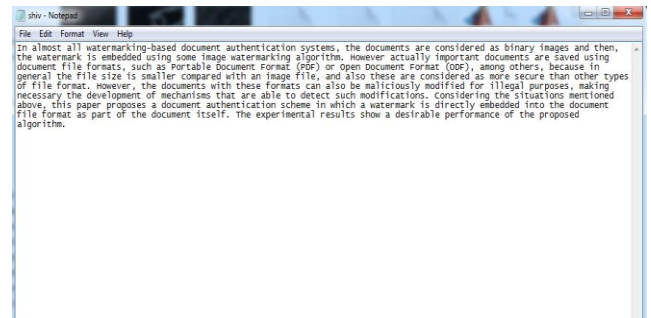 shiv - Notepad
File Edit Format View Help
In almost all watermarking-based document authentication systems, the documents are considered as binary images and then,
the watermark is embedded using some image watermarking algorithm. However actually important documents are saved using
document file formats, such as Portable Document Format (PDF) or Open Document Format (ODF), among others, because in
general the file size is smaller compared with an image file, and also these are considered as more secure than other types
of file format. However, the documents with these formats can also be maliciously modified for illegal purposes, making
necessary the development of mechanisms that are able to detect such modifications. Considering the situations mentioned
above, this paper proposes a document authentication scheme in which a watermark is directly embedded into the document
file format as part of the document itself. The experimental results show a desirable performance of the proposed
algorithm.